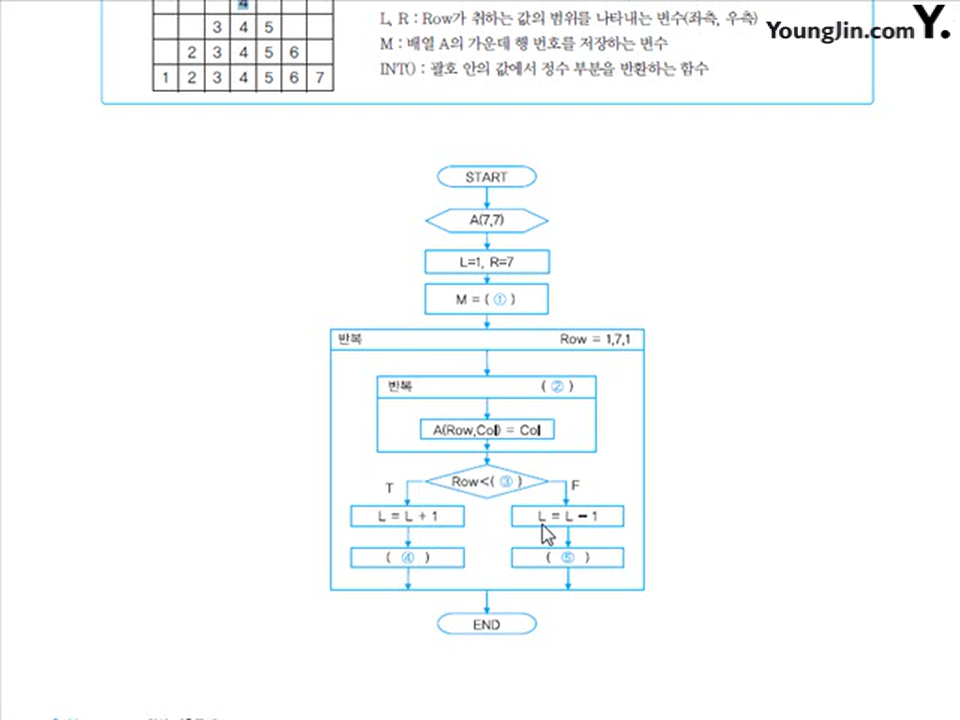 4
L, R : Row가 취하는 값의 범위를 나타내는 변수(좌측, 우측)
YoungJin.com Y.
3 4 5
M : 배열 A의 가운데 행 번호를 저장하는 변수
2 3 4 5 6
INT() : 괄호 안의 값에서 정수 부분을 반환하는 함수
1 2 3 4 5 6 7
START
A(7,7)
L=1, R=7
M = ( ① )
반복 Row = 1,7,1
반복 ( ② )
A(Row,Col) = Col
Row<( ③ )
T F
L = L + 1 L = L - 1
( ④ ) ( ⑤ )
END